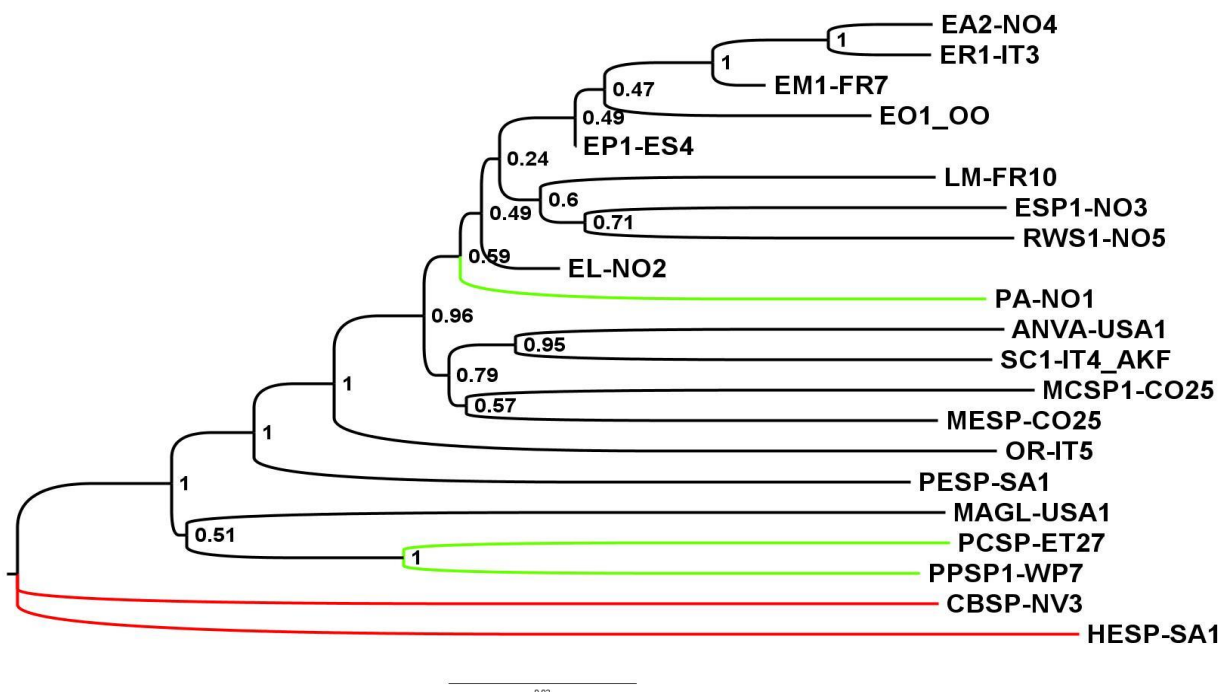 EA2-NO4
1
ER1-IT3
1
EM1-FR7
0.47
EO1_OO
0.49
EP1-ES4
0.24
LM-FR10
0.6
ESP1-NO3
0.49
0.71
RWS1-NO5
0.59
EL-NO2
PA-NO1
0.96
ANVA-USA1
0.95
SC1-IT4_AKF
0.79
1
MCSP1-CO25
0.57
MESP-CO25
1
OR-IT5
PESP-SA1
1
MAGL-USA1
0.51
PCSP-ET27
1
PPSP1-WP7
CBSP-NV3
HESP-SA1